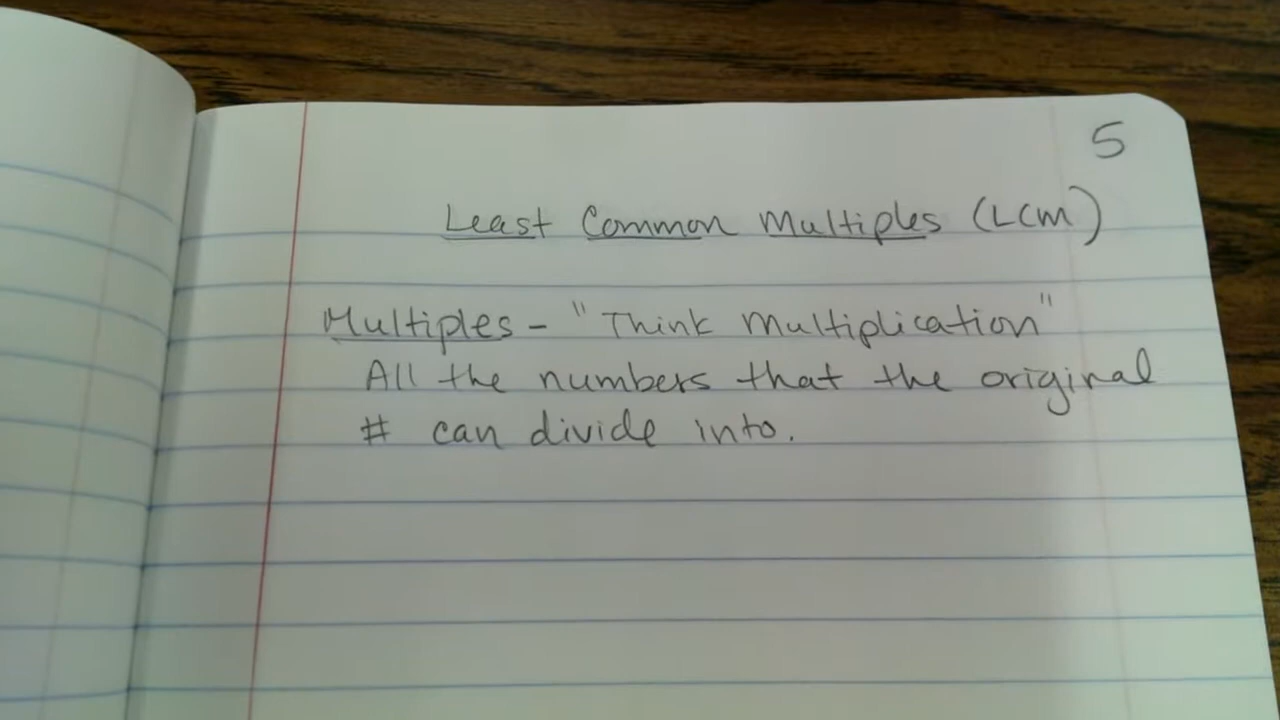 5
Least Common Multiples (LCM)
Multiples - "Think Multiplication"
All the numbers that the original
# can divide into.